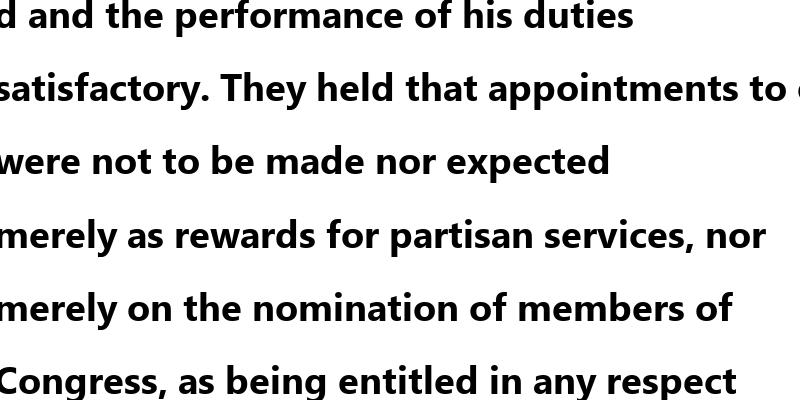 and the performance of his duties
satisfactory. They held that appointments to
were not to be made nor expected
merely as rewards for partisan services, nor
merely on the nomination of members of
Congress, as being entitled in any respect